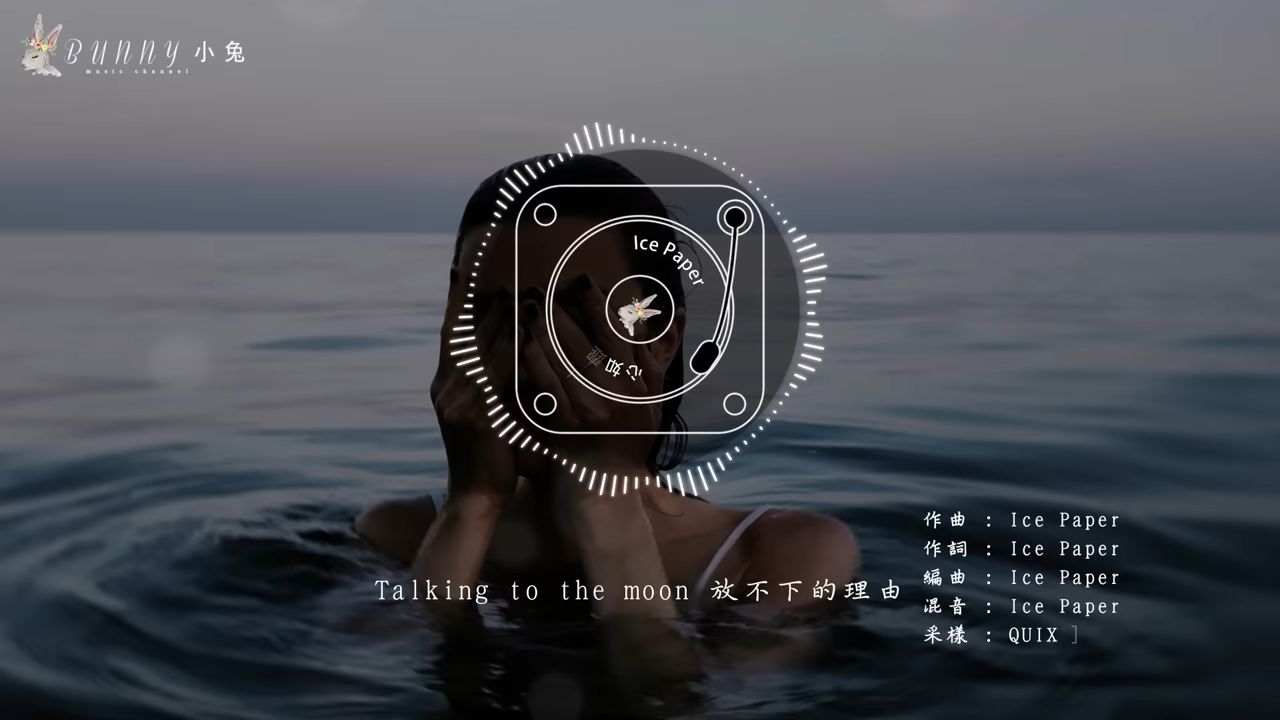 BUNNY 小兔
music channel
Ice Paper
心如
Talking to the moon 放不下的理由
作曲 : Ice Paper
作詞 : Ice Paper
編曲 : Ice Paper
混音 : Ice Paper
采樣 : QUIX ]